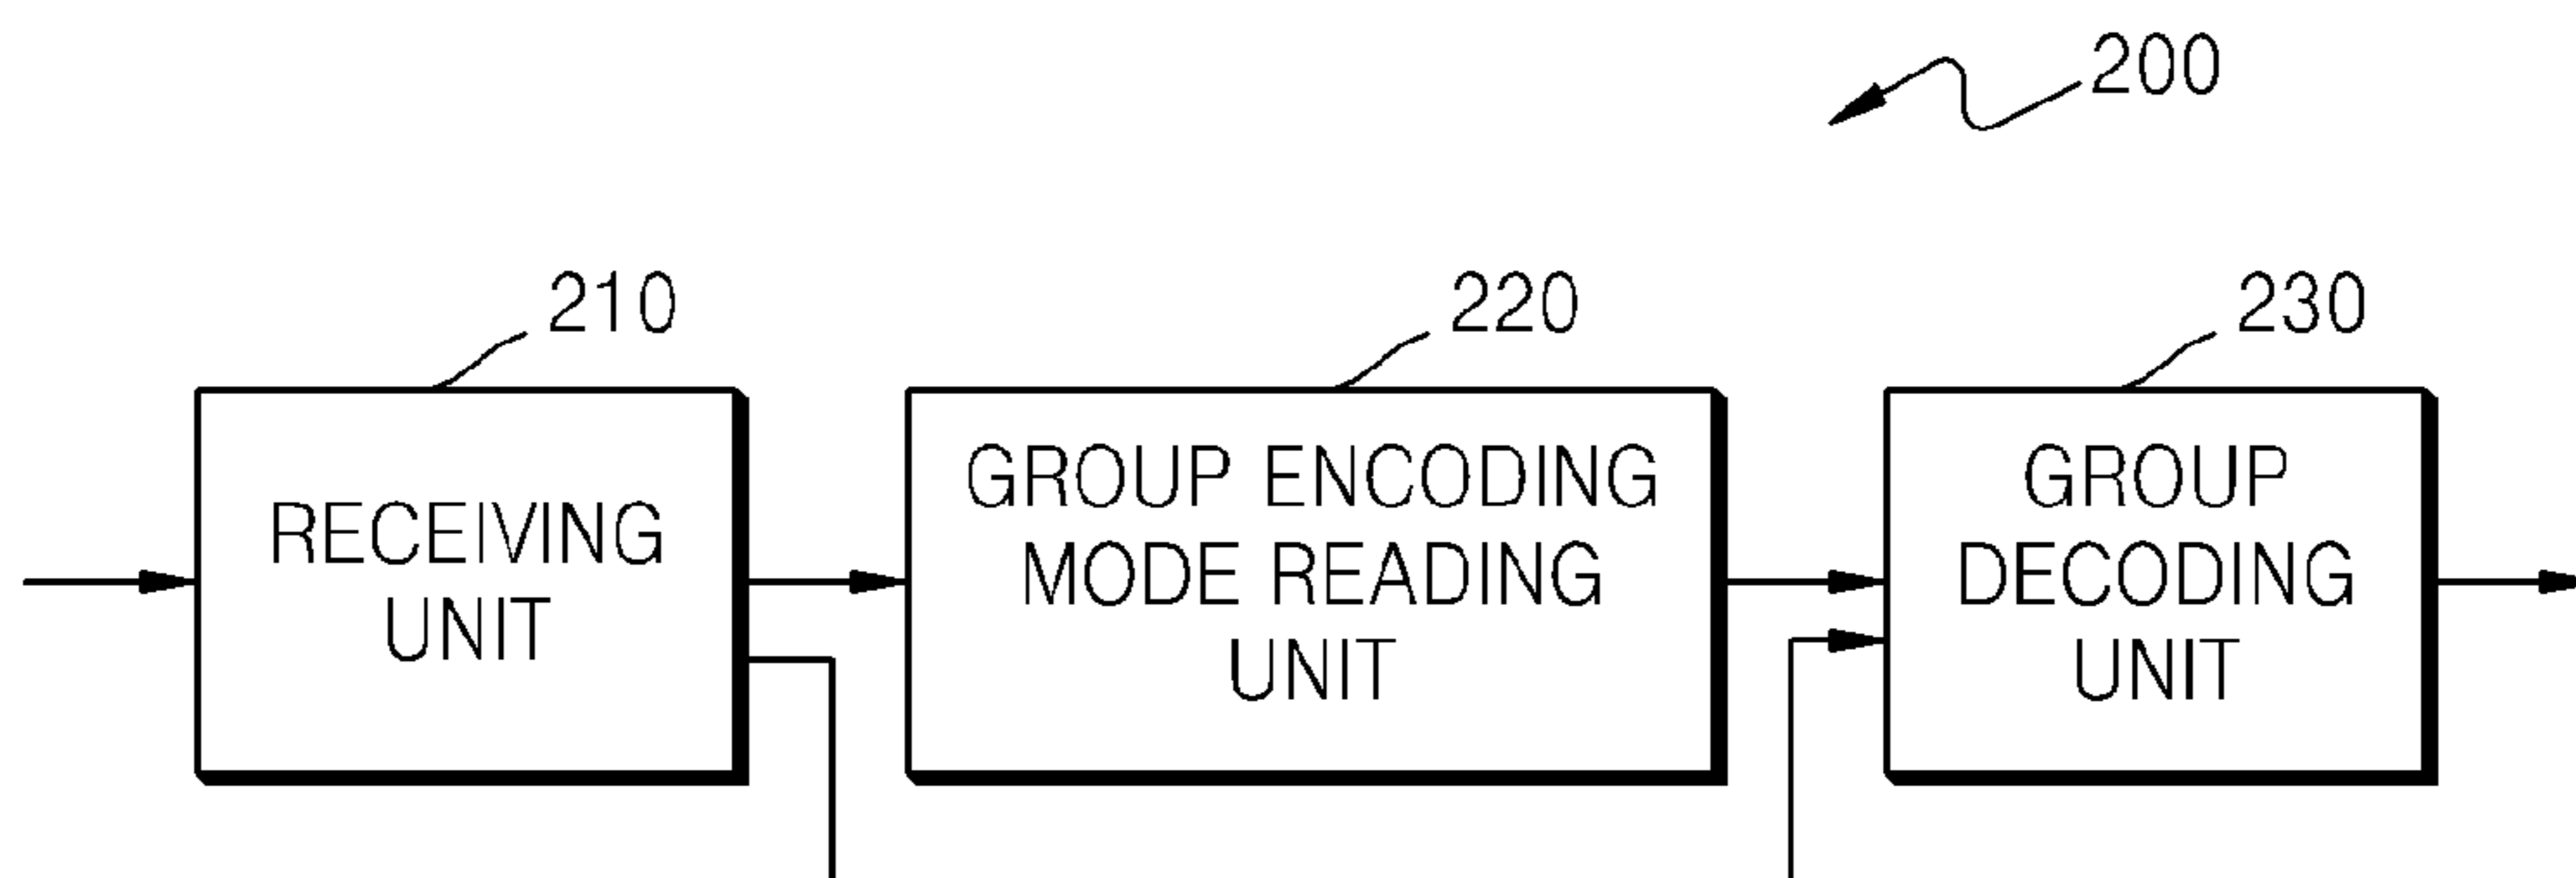 200
210
220
230
RECEIVING
UNIT
GROUP ENCODING
MODE READING
UNIT
GROUP
DECODING
UNIT